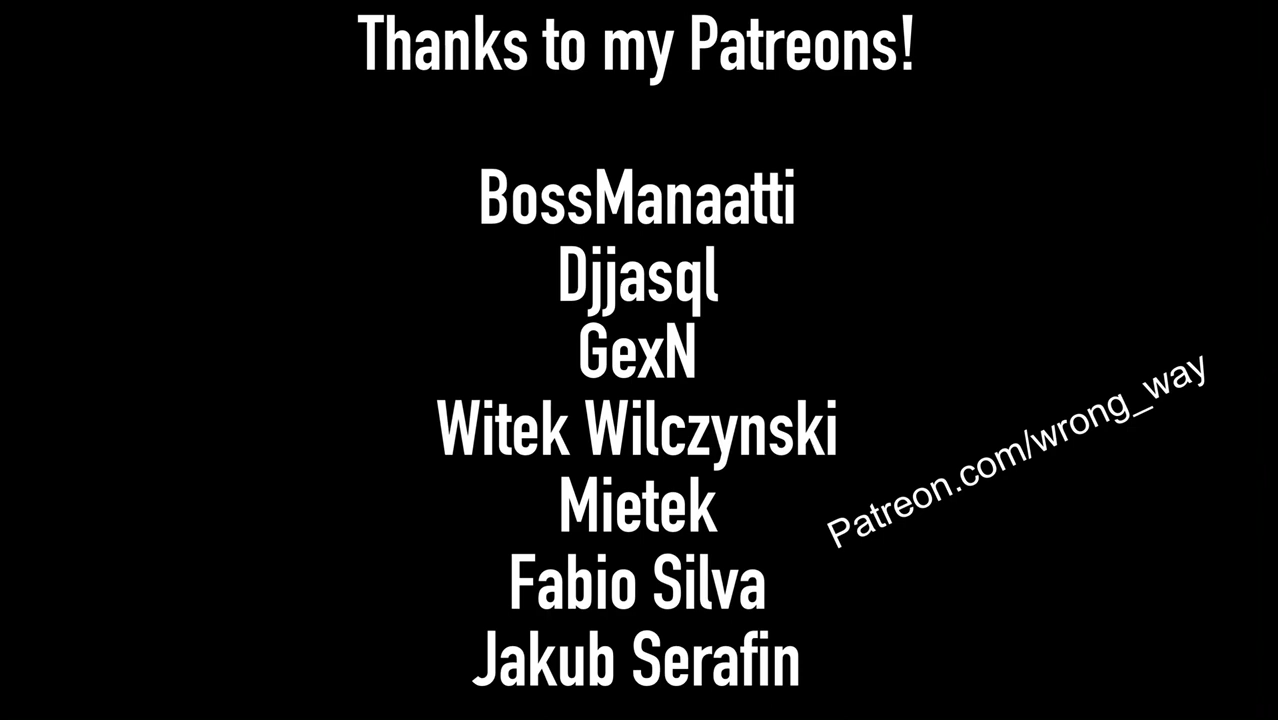 Thanks to my Patreons!
BossManaatti
Djjasql
GexN
Witek Wilczynski
Mietek
Fabio Silva
Jakub Serafin
Patreon.com/wrong_way